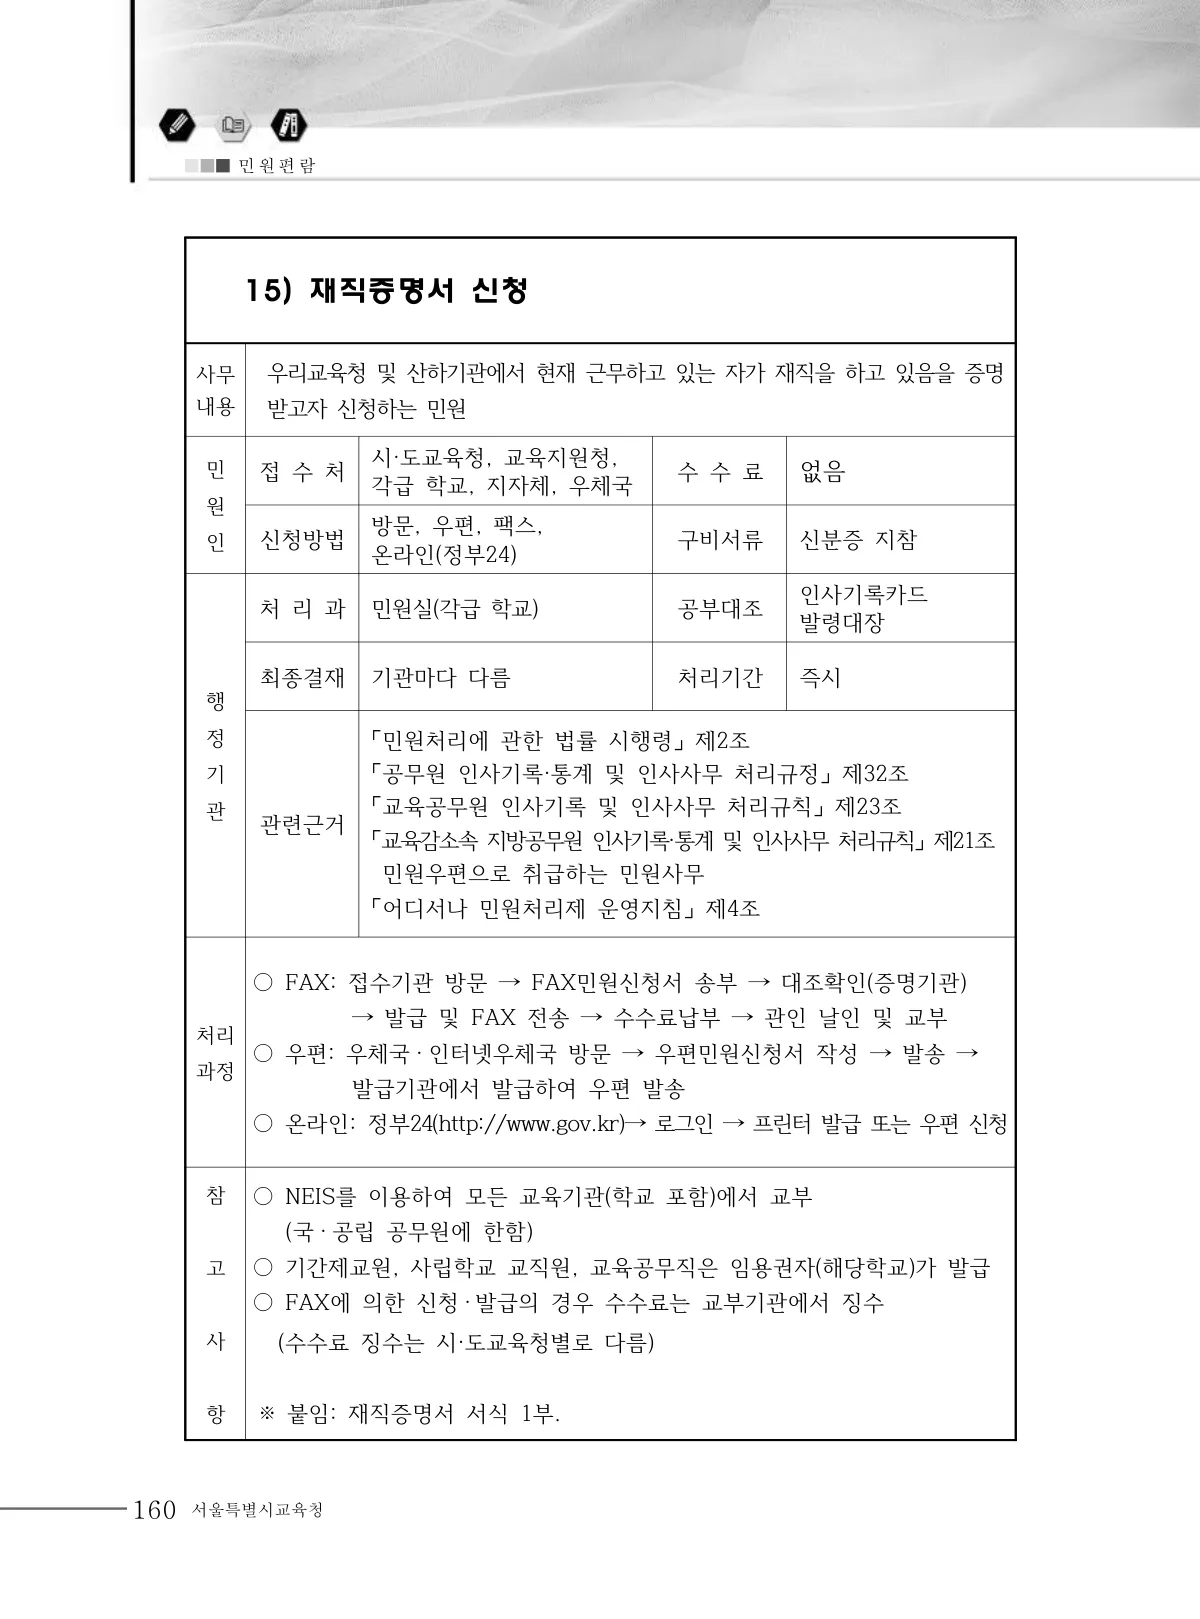 민원편람
15) 재직증명서 신청
사무
내용
우리교육청 및 산하기관에서 현재 근무하고 있는 자가 재직을 하고 있음을 증명
받고자 신청하는 민원
민
원
인
접 수 처
시·도교육청, 교육지원청,
각급 학교, 지자체, 우체국
수 수 료
없음
신청방법
방문, 우편, 팩스,
온라인(정부24)
구비서류
신분증 지참
행
정
기
관
처 리 과
민원실(각급 학교)
공부대조
인사기록카드
발령대장
최종결재
기관마다 다름
처리기간
즉시
관련근거
「민원처리에 관한 법률 시행령」 제2조
「공무원 인사기록·통계 및 인사사무 처리규정」 제32조
「교육공무원 인사기록 및 인사사무 처리규칙」 제23조
「교육감소속 지방공무원 인사기록·통계 및 인사사무 처리규칙」 제21조
민원우편으로 취급하는 민원사무
「어디서나 민원처리제 운영지침」 제4조
처리
과정
○ FAX: 접수기관 방문 → FAX민원신청서 송부 → 대조확인(증명기관)
→ 발급 및 FAX 전송 → 수수료납부 → 관인 날인 및 교부
○ 우편: 우체국·인터넷우체국 방문 → 우편민원신청서 작성 → 발송 →
발급기관에서 발급하여 우편 발송
○ 온라인: 정부24(http://www.gov.kr)→ 로그인 → 프린터 발급 또는 우편 신청
참
고
사
항
○ NEIS를 이용하여 모든 교육기관(학교 포함)에서 교부
(국·공립 공무원에 한함)
○ 기간제교원, 사립학교 교직원, 교육공무직은 임용권자(해당학교)가 발급
○ FAX에 의한 신청·발급의 경우 수수료는 교부기관에서 징수
(수수료 징수는 시·도교육청별로 다름)
※ 붙임: 재직증명서 서식 1부.
160 서울특별시교육청